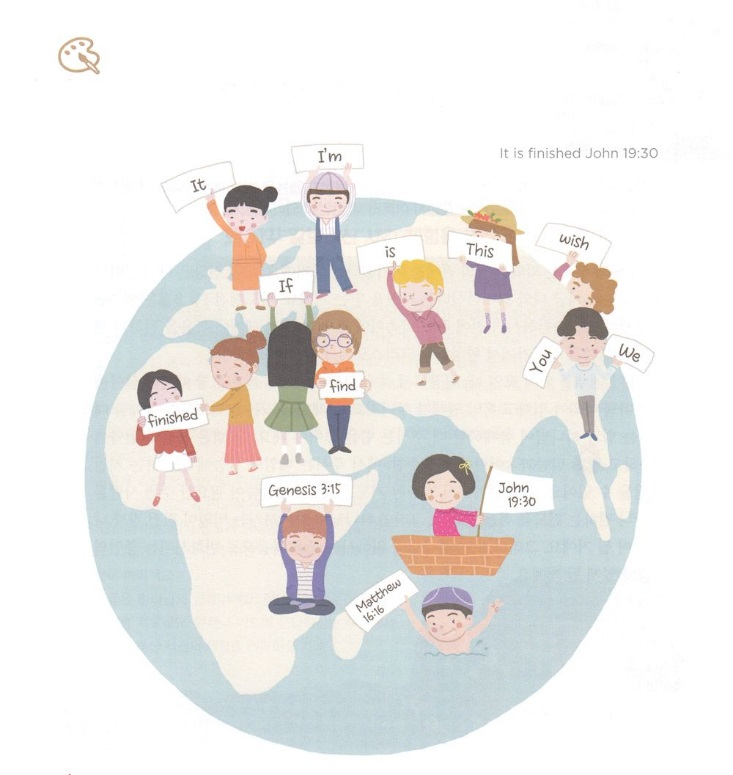 It is finished John 19:30
It
I'm
is
This
wish
If
You
We
finished
find
Genesis 3:15
John
19:30
Matthew
16:16